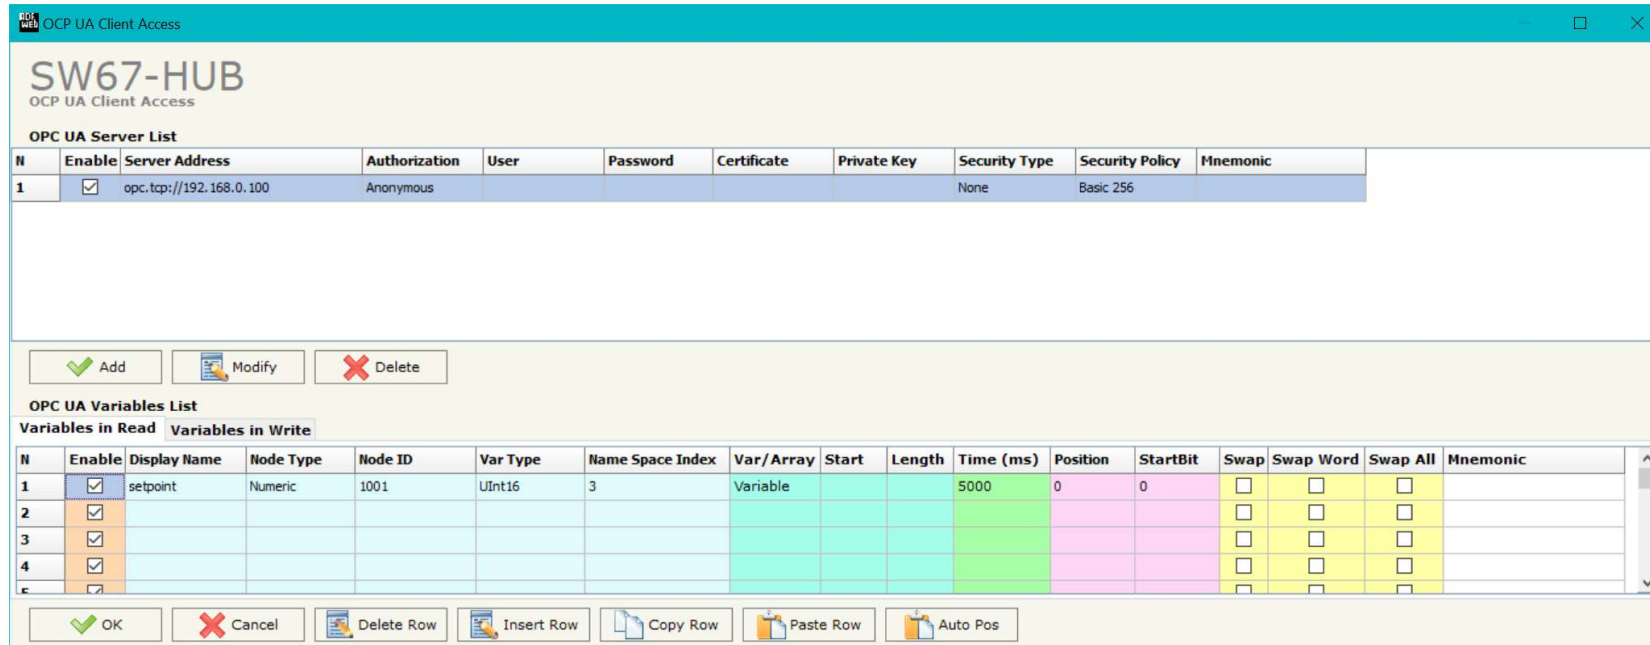 OCP UA Client Access
SW67-HUB
OCP UA Client Access
OPC UA Server List
N Enable Server Address Authorization User Password Certificate Private Key Security Type Security Policy Mnemonic
1 opc.tcp://192.168.0.100 Anonymous None Basic 256
Add Modify Delete
OPC UA Variables List
Variables in Read Variables in Write
N Enable Display Name Node Type Node ID Var Type Name Space Index Var/Array Start Length Time (ms) Position StartBit Swap Swap Word Swap All Mnemonic
1 setpoint Numeric 1001 UInt16 3 Variable 5000 0 0
2
3
4
OK Cancel Delete Row Insert Row Copy Row Paste Row Auto Pos